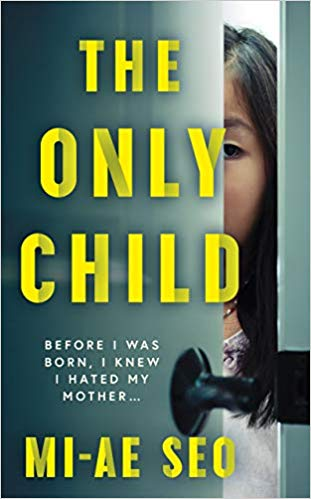 THE
ONLY
CHILD
BEFORE I WAS
BORN, I KNEW
I HATED MY
MOTHER...
MI-AE SEO